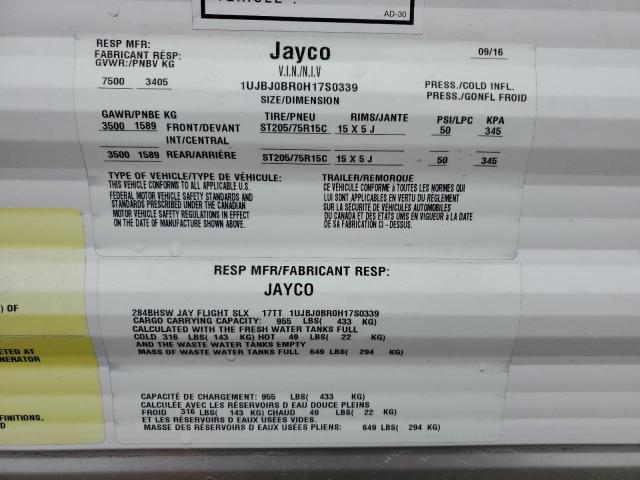 VEHICLE .
AD-30
RESP MFR:
FABRICANT RÉSP:
GVWR:/PNBV KG
Jayco
09/16
V.I.N./N.I.V
7500 3405 1UJBJ0BR0H17S0339
PRESS./COLD INFL.
SIZE/DIMENSION
PRESS./GONFL FROID
GAWR/PNBE KG TIRE/PNEU RIMS/JANTE PSI/LPC KPA
3500 1589 FRONT/DEVANT ST205/75R15C 15 X 5 J 50 345
INT/CENTRAL
3500 1589 REAR/ARRIÈRE ST205/75R15C 15 X 5 J 50 345
TYPE OF VEHICLE/TYPE DE VÉHICULE:
THIS VEHICLE CONFORMS TO ALL APPLICABLE U.S.
FEDERAL MOTOR VEHICLE SAFETY STANDARDS AND
STANDARDS PRESCRIBED UNDER THE CANADIAN
MOTOR VEHICLE SAFETY REGULATIONS IN EFFECT
ON THE DATE OF MANUFACTURE SHOWN ABOVE.
TRAILER/REMORQUE
CE VÉHICULE CONFORME à TOUTES LES NORMES QUI
LUI SONT APPLICABLES EN VERTU DU RÈGLEMENT
SUR LA SÉCURITÉ DE VÉHICULES AUTOMOBILES
DU CANADA ET DES ÉTATS UNIS EN VIGUEUR à LA DATE
DE SA FABRICATION CI - DESSUS.
RESP MFR/FABRICANT RESP:
JAYCO
284BHSW JAY FLIGHT SLX 17TT 1UJBJ0BR0H17S0339
CARGO CARRYING CAPACITY: 955 LBS( 433 KG)
CALCULATED WITH THE FRESH WATER TANKS FULL
COLD 316 LBS( 143 KG) HOT 49 LBS( 22 KG)
AND THE WASTE WATER TANKS EMPTY
MASS OF WASTE WATER TANKS FULL 649 LBS( 294 KG)
CAPACITÉ DE CHARGEMENT: 955 LBS( 433 KG)
CALCULÉE AVEC LES RÉSERVOIRS D EAU DOUCE PLEINS
FROID 316 LBS( 143 KG) CHAUD 49 LBS( 22 KG)
ET LES RÉSERVOIRS D EAUX USÉES VIDES.
MASSE DES RÉSERVOIRS D EAUX USÉES PLIENS: 649 LBS( 294 KG)
) OF
ETED AT
NERATOR
FINITIONS,
D